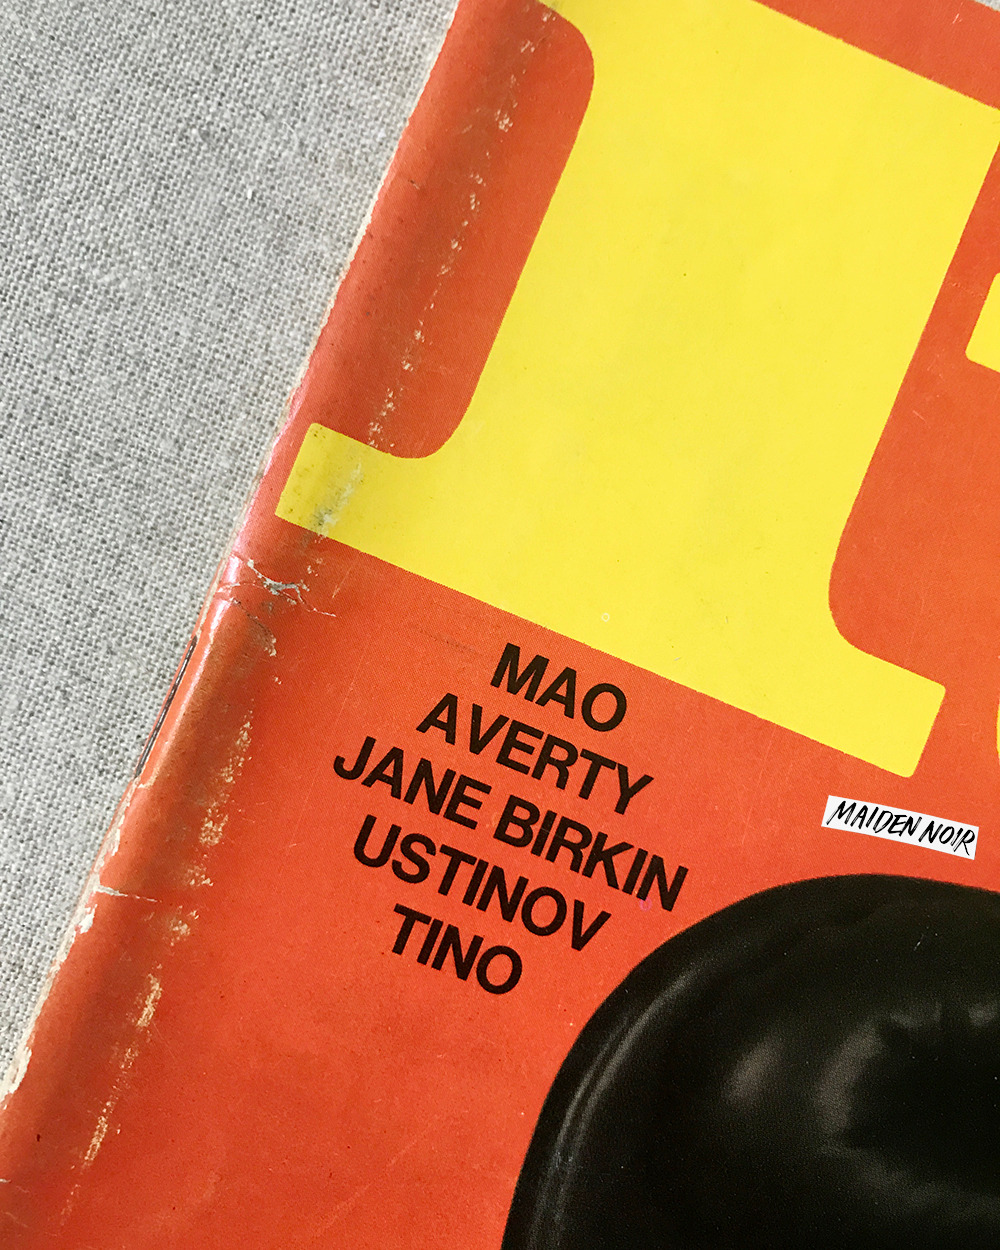 MAO
AVERTY
JANE BIRKIN
USTINOV
TINO
MAIDEN NOIR